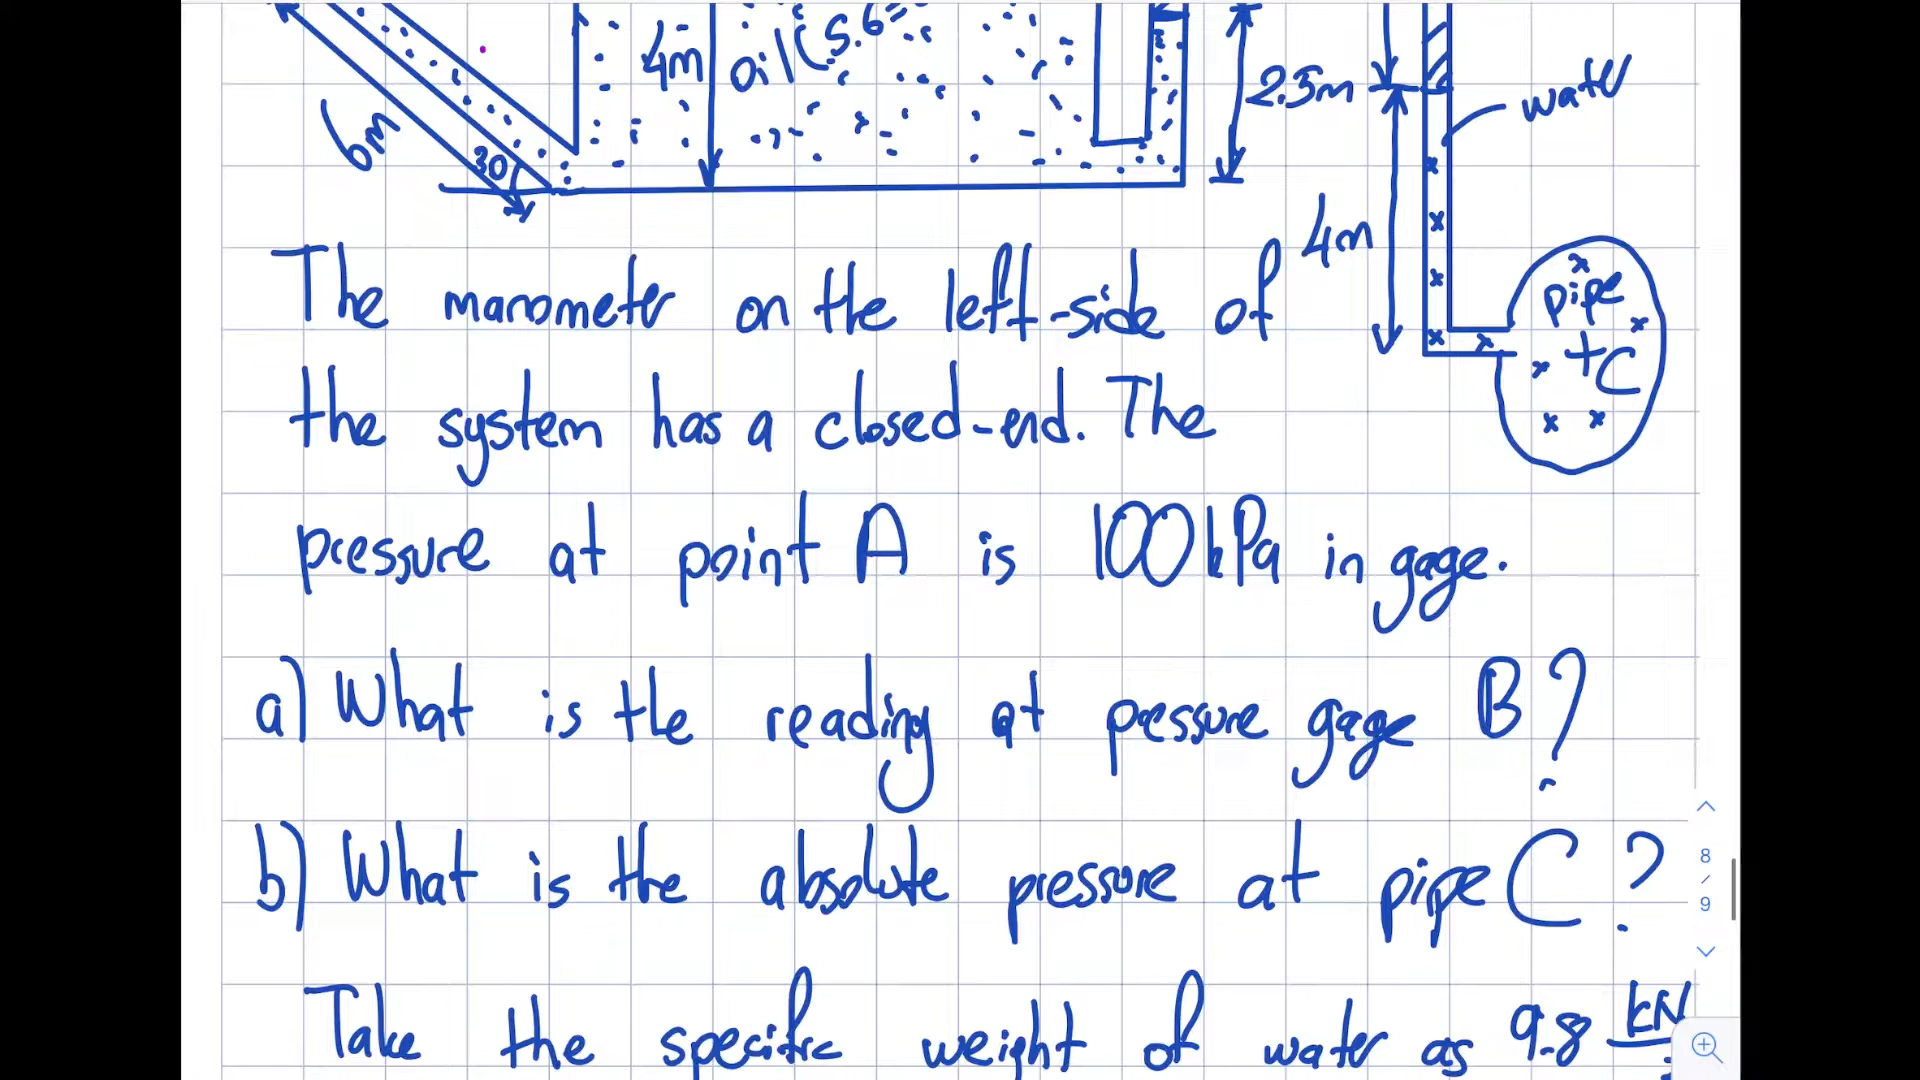 4m
oil(S.G=
2.5m
water
6m
30
4m
The manometer on the left-side of
pipe
the system has a closed-end. The
+C
pressure at point A is 100kPa in gage.
a) What is the reading at pressure gage B?
b) What is the absolute pressure at pipe C?
8
/
9
Take the specific weight of water as 9.8 kN